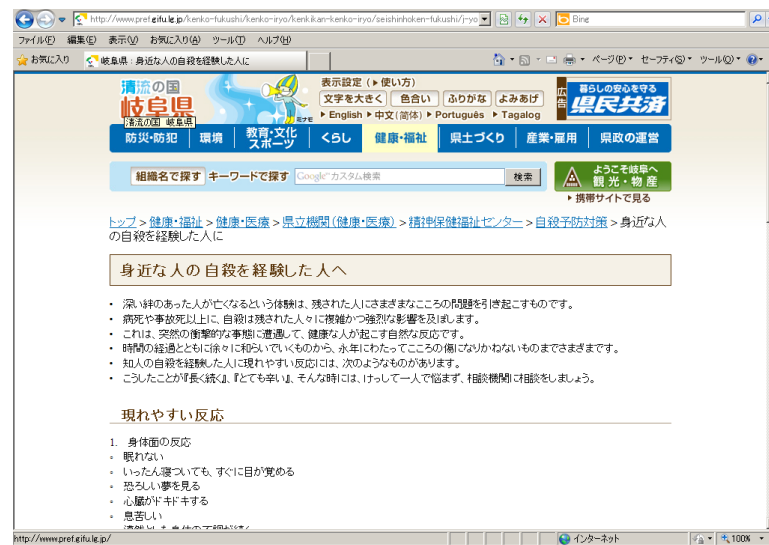 http://www.pref.gifu.lg.jp/kenko-fukushi/kenko-iryo/kenkikan-kenko-iryo/seishinhoken-fukushi/j-yo
Bing
ファイル(F) 編集(E) 表示(V) お気に入り(A) ツール(T) ヘルプ(H)
お気に入り 岐阜県 : 身近な人の自殺を経験した人に ページ(P) セーフティ(S) ツール(O)
清流の国 岐阜県
清流の国 岐阜県
ミナモ
表示設定 (▶使い方)
文字を大きく 色合い ふりがな よみあげ
▶English ▶中文(简体) ▶Português ▶Tagalog
広告 暮らしの安心を守る 県民共済
防災・防犯 環境 教育・文化 スポーツ くらし 健康・福祉 県土づくり 産業・雇用 県政の運営
組織名で探す キーワードで探す Google™カスタム検索 検索
ようこそ岐阜へ 観光・物産
▶携帯サイトで見る
トップ > 健康・福祉 > 健康・医療 > 県立機関(健康・医療) > 精神保健福祉センター > 自殺予防対策 > 身近な人
の自殺を経験した人に
身近な人の自殺を経験した人へ
・ 深い絆のあった人が亡くなるという体験は、残された人にさまざまなこころの問題を引き起こすものです。
・ 病死や事故死以上に、自殺は残された人々に複雑かつ強烈な影響を及ぼします。
・ これは、突然の衝撃的な事態に遭遇して、健康な人が起こす自然な反応です。
・ 時間の経過とともに徐々に和らいでいくものから、永年にわたってこころの傷になりかねないものまでさまざまです。
・ 知人の自殺を経験した人に現れやすい反応には、次のようなものがあります。
・ こうしたことが『長く続く』、『とても辛い』、そんな時には、けっして一人で悩まず、相談機関に相談をしましょう。
現れやすい反応
1. 身体面の反応
眠れない
いったん寝ついても、すぐに目が覚める
恐ろしい夢を見る
心臓がドキドキする
息苦しい
http://www.pref.gifu.lg.jp/ インターネット 100%